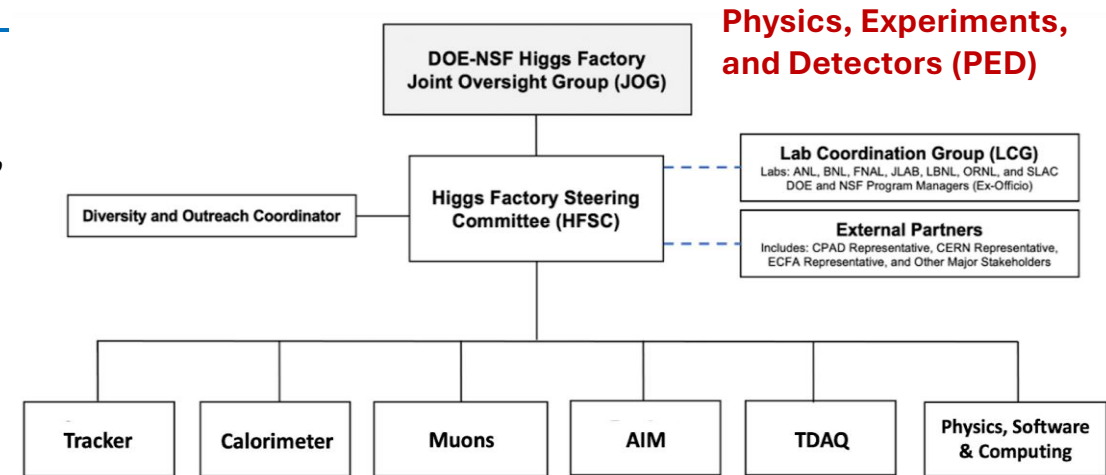 Physics, Experiments,
and Detectors (PED)
DOE-NSF Higgs Factory
Joint Oversight Group (JOG)
,
Lab Coordination Group (LCG)
Labs: ANL, BNL, FNAL, JLAB, LBNL, ORNL, and SLAC
DOE and NSF Program Managers (Ex-Officio)
Higgs Factory Steering
Committee (HFSC)
Diversity and Outreach Coordinator
External Partners
Includes: CPAD Representative, CERN Representative,
ECFA Representative, and Other Major Stakeholders
Tracker
Calorimeter
Muons
AIM
TDAQ
Physics, Software
& Computing